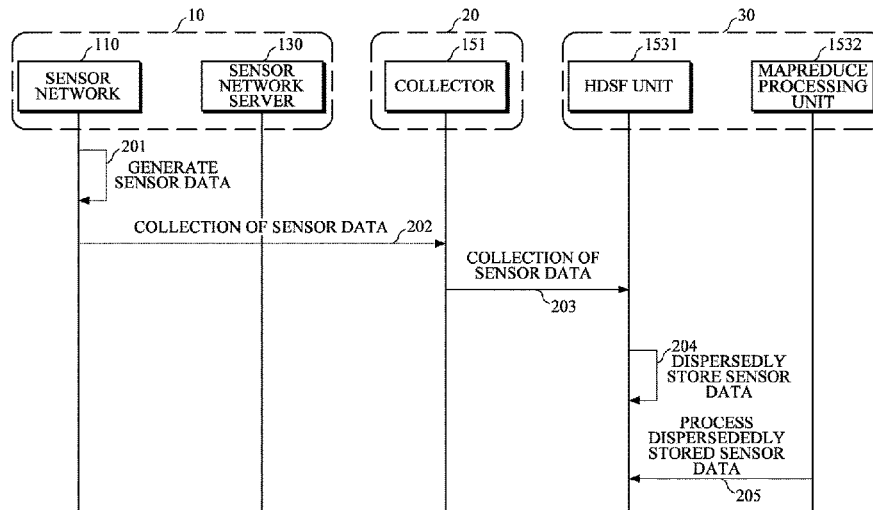 10
20
30
110
130
151
1531
1532
SENSOR
NETWORK
SENSOR
NETWORK
SERVER
COLLECTOR
HDSF UNIT
MAPREDUCE
PROCESSING
UNIT
201
GENERATE
SENSOR DATA
COLLECTION OF SENSOR DATA
202
COLLECTION OF
SENSOR DATA
203
204
DISPERSEDLY
STORE SENSOR
DATA
PROCESS
DISPERSEDEDLY
STORED SENSOR
DATA
205